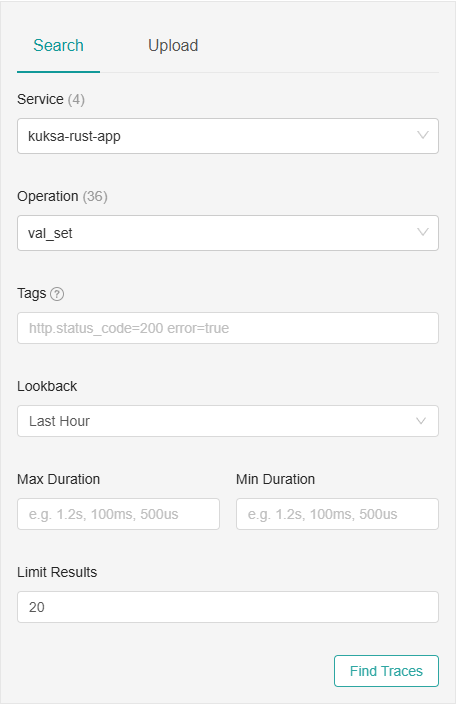 Search Upload
Service (4)
kuksa-rust-app
Operation (36)
val_set
Tags ?
http.status_code=200 error=true
Lookback
Last Hour
Max Duration Min Duration
e.g. 1.2s, 100ms, 500us e.g. 1.2s, 100ms, 500us
Limit Results
20
Find Traces